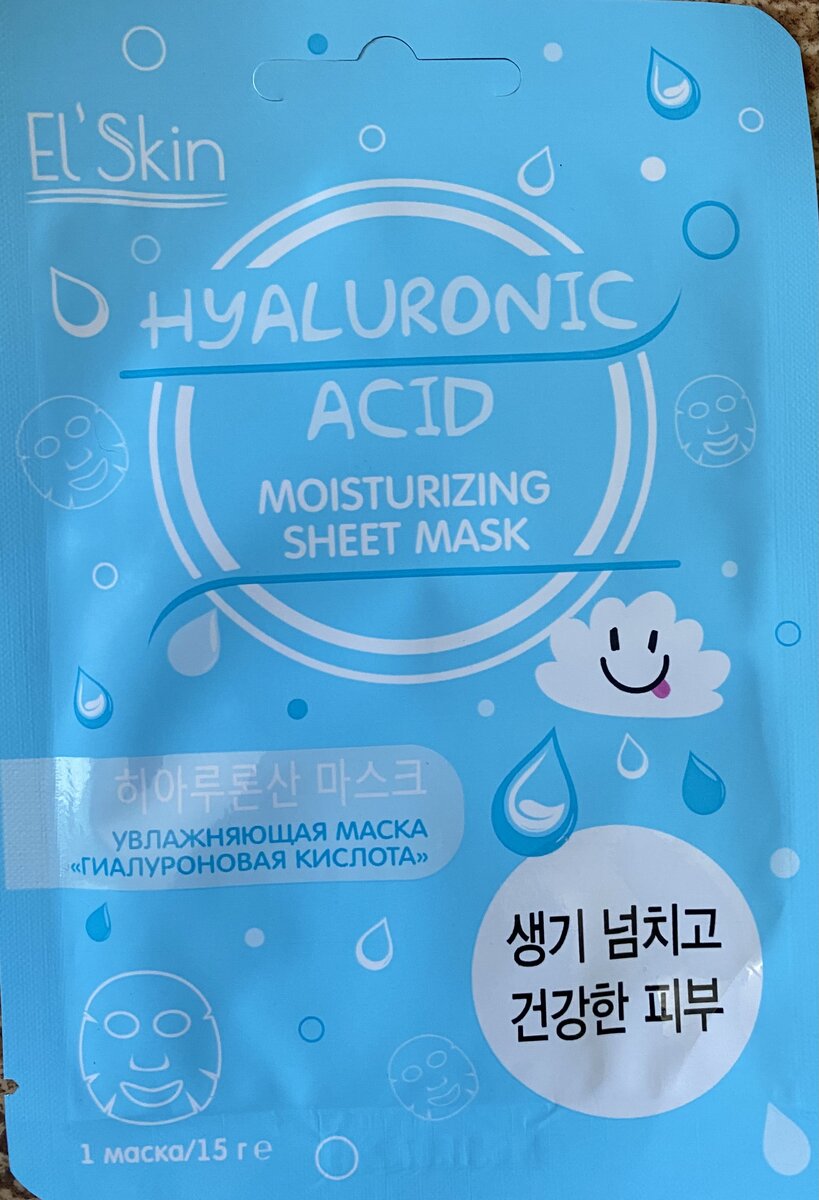 El'Skin
HYALURONIC
ACID
MOISTURIZING
SHEET MASK
히아루론산 마스크
УВЛАЖНЯЮЩАЯ МАСКА
«ГИАЛУРОНОВАЯ КИСЛОТА»
생기 넘치고
건강한 피부
1 маска/15 г e